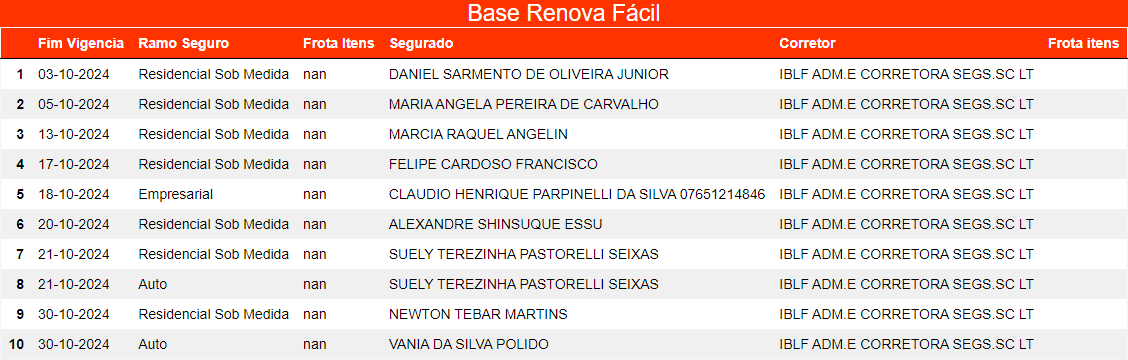 Base Renova Fácil
Fim Vigencia Ramo Seguro Frota Itens Segurado Corretor Frota itens
1 03-10-2024 Residencial Sob Medida nan DANIEL SARMENTO DE OLIVEIRA JUNIOR IBLF ADM.E CORRETORA SEGS.SC LT
2 05-10-2024 Residencial Sob Medida nan MARIA ANGELA PEREIRA DE CARVALHO IBLF ADM.E CORRETORA SEGS.SC LT
3 13-10-2024 Residencial Sob Medida nan MARCIA RAQUEL ANGELIN IBLF ADM.E CORRETORA SEGS.SC LT
4 17-10-2024 Residencial Sob Medida nan FELIPE CARDOSO FRANCISCO IBLF ADM.E CORRETORA SEGS.SC LT
5 18-10-2024 Empresarial nan CLAUDIO HENRIQUE PARPINELLI DA SILVA 07651214846 IBLF ADM.E CORRETORA SEGS.SC LT
6 20-10-2024 Residencial Sob Medida nan ALEXANDRE SHINSUQUE ESSU IBLF ADM.E CORRETORA SEGS.SC LT
7 21-10-2024 Residencial Sob Medida nan SUELY TEREZINHA PASTORELLI SEIXAS IBLF ADM.E CORRETORA SEGS.SC LT
8 21-10-2024 Auto nan SUELY TEREZINHA PASTORELLI SEIXAS IBLF ADM.E CORRETORA SEGS.SC LT
9 30-10-2024 Residencial Sob Medida nan NEWTON TEBAR MARTINS IBLF ADM.E CORRETORA SEGS.SC LT
10 30-10-2024 Auto nan VANIA DA SILVA POLIDO IBLF ADM.E CORRETORA SEGS.SC LT